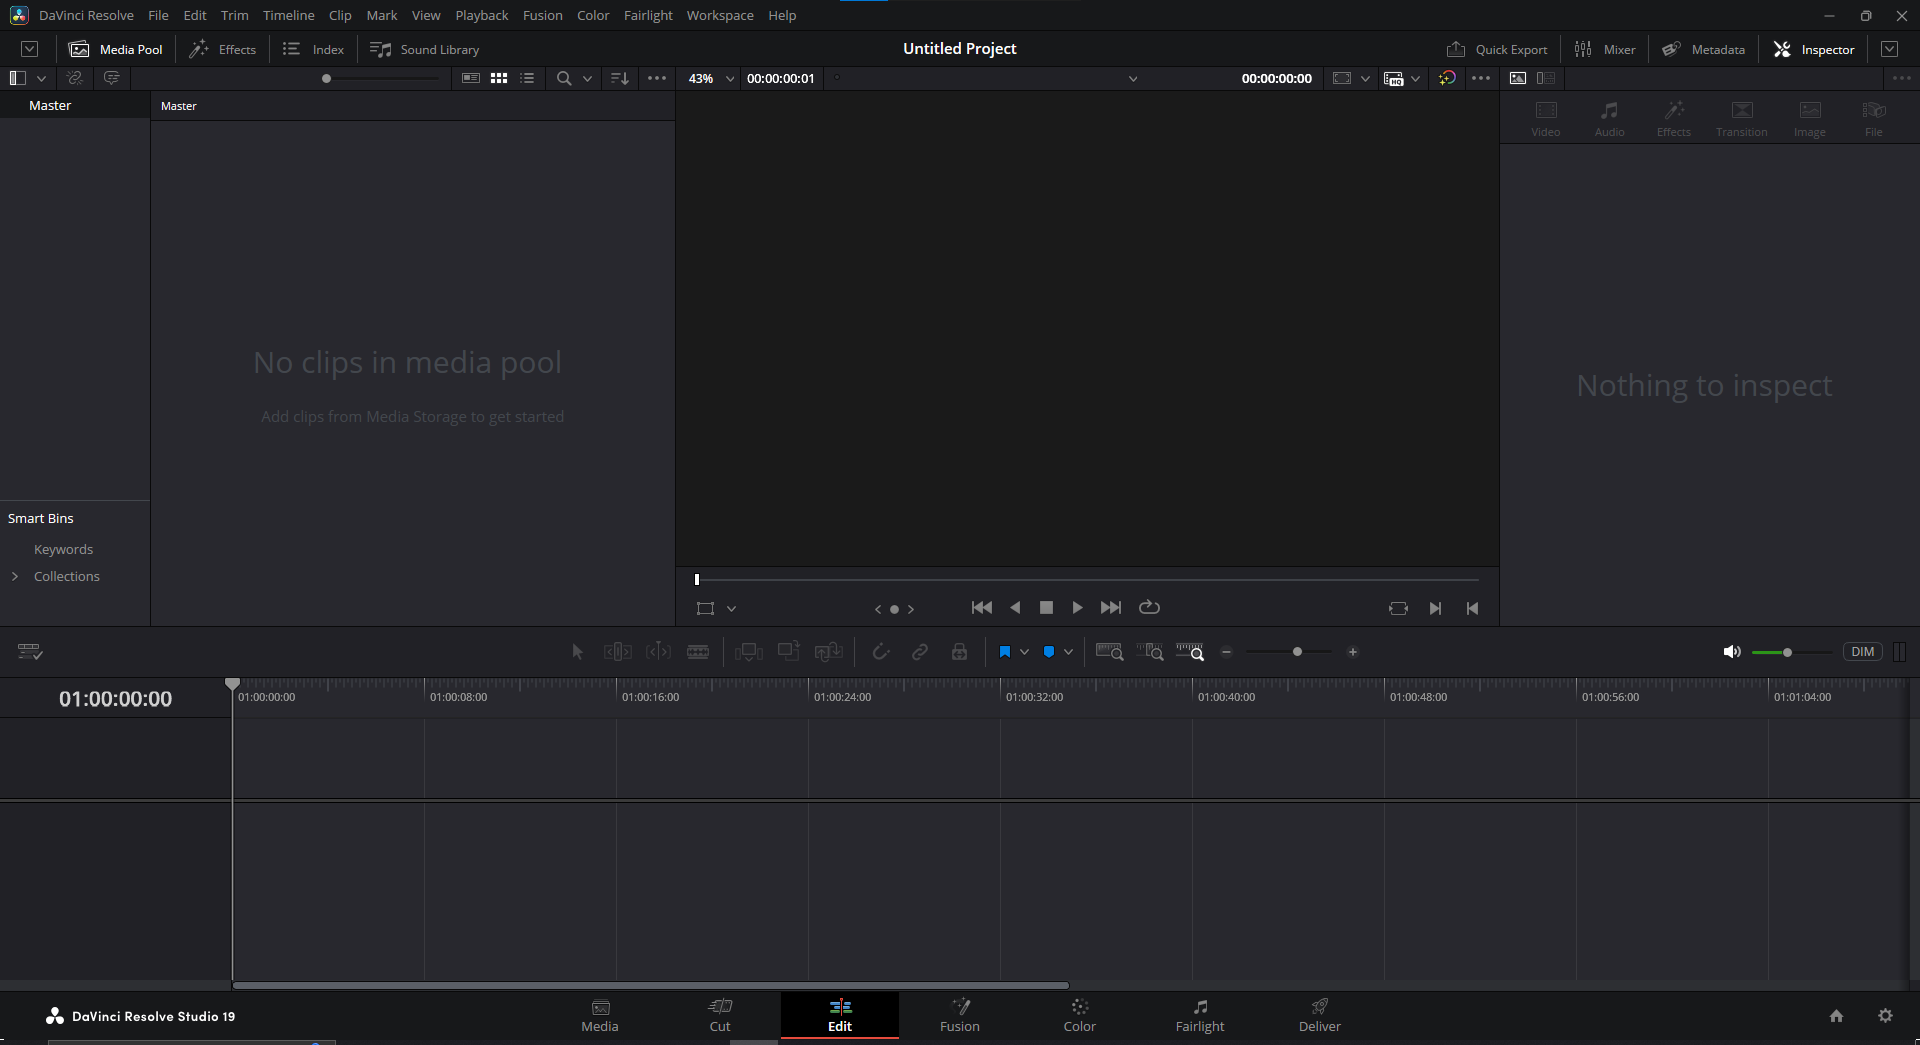 DaVinci Resolve File Edit Trim Timeline Clip Mark View Playback Fusion Color Fairlight Workspace Help
Media Pool Effects Index Sound Library Untitled Project Quick Export Mixer Metadata Inspector
43% 00:00:00:01 00:00:00:00 HQ
Master Master
Video Audio Effects Transition Image File
No clips in media pool
Add clips from Media Storage to get started
Nothing to inspect
Smart Bins
Keywords
Collections
DIM
01:00:00:00 01:00:00:00 01:00:08:00 01:00:16:00 01:00:24:00 01:00:32:00 01:00:40:00 01:00:48:00 01:00:56:00 01:01:04:00
DaVinci Resolve Studio 19 Media Cut Edit Fusion Color Fairlight Deliver